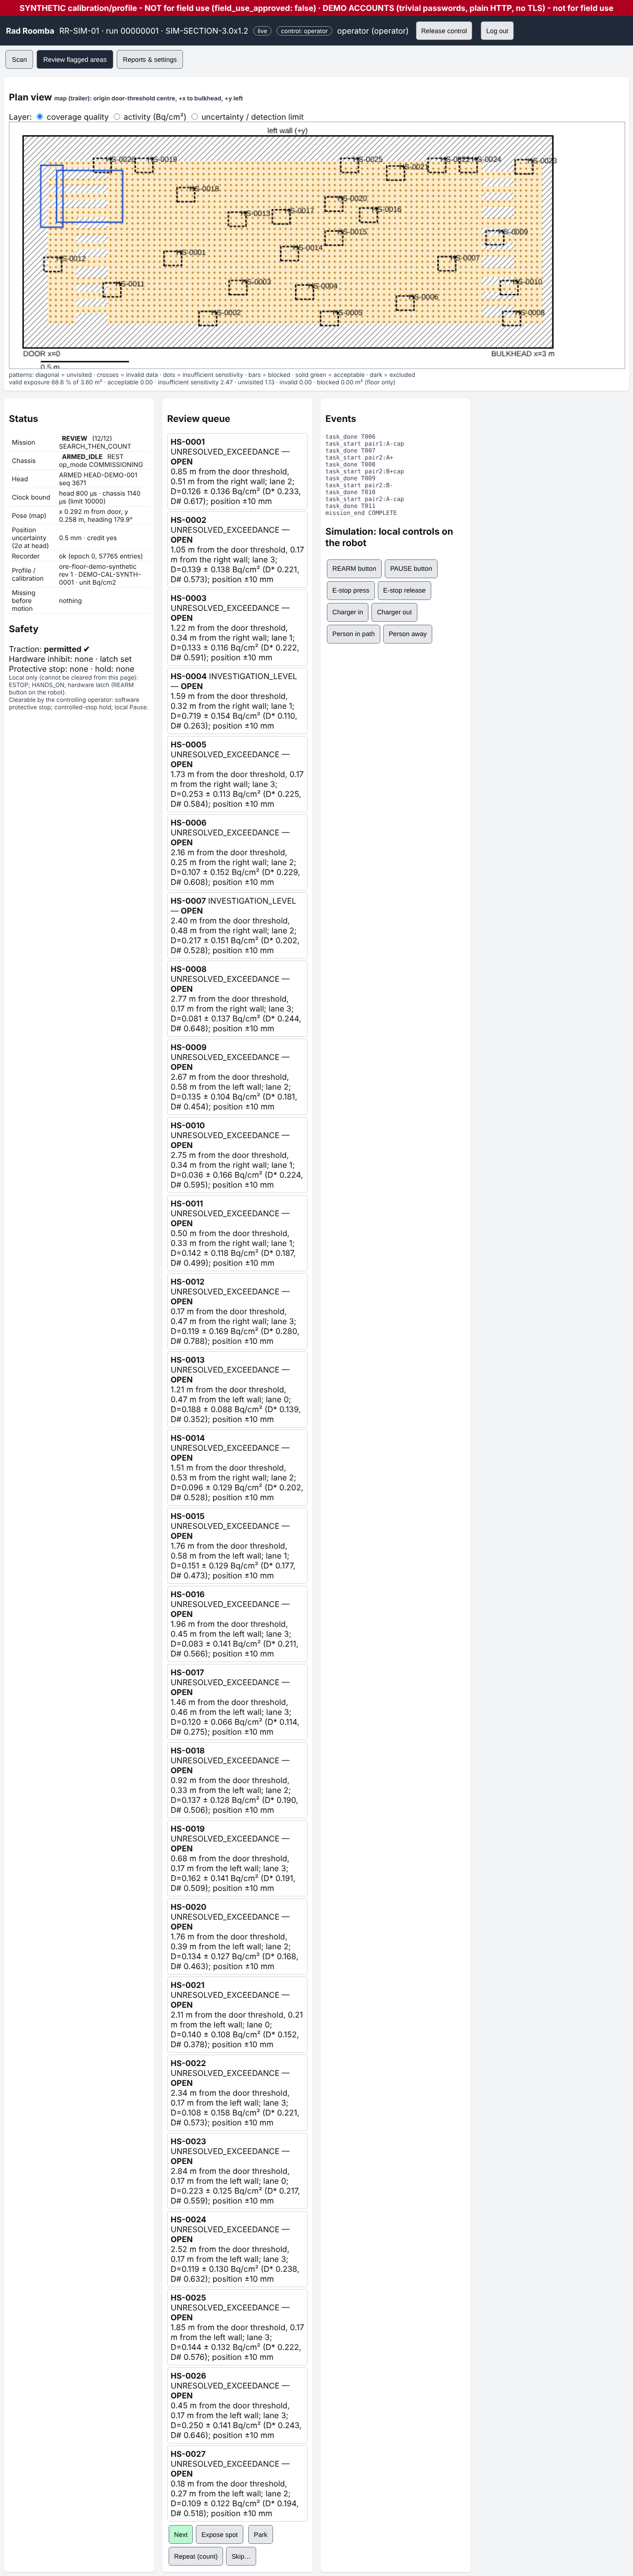 SYNTHETIC calibration/profile - NOT for field use (field_use_approved: false) · DEMO ACCOUNTS (trivial passwords, plain HTTP, no TLS) - not for field use
Rad Roomba RR-SIM-01 · run 00000001 · SIM-SECTION-3.0x1.2 live control: operator operator (operator) Release control Log out
Scan Review flagged areas Reports & settings
Plan view map (trailer): origin door-threshold centre, +x to bulkhead, +y left
Layer: coverage quality activity (Bq/cm²) uncertainty / detection limit
left wall (+y)
HS-0019 HS-0025 HS-0024 HS-0023
HS-0018
HS-0020
HS-0013 HS-0017 HS-0016
HS-0015 HS-0009
HS-0014
HS-0012 HS-0001 HS-0007
HS-0011 HS-0003 HS-0004 HS-0010
HS-0006
HS-0002 HS-0005 HS-0008
DOOR x=0 BULKHEAD x=3 m
0.5 m
patterns: diagonal = unvisited · crosses = invalid data · dots = insufficient sensitivity · bars = blocked · solid green = acceptable · dark = excluded
valid exposure 68.6 % of 3.60 m² · acceptable 0.00 · insufficient sensitivity 2.47 · unvisited 1.13 · invalid 0.00 · blocked 0.00 m² (floor only)
Status
Mission REVIEW (12/12)
SEARCH_THEN_COUNT
Chassis ARMED_IDLE REST
op_mode COMMISSIONING
Head ARMED HEAD-DEMO-001
seq 3671
Clock bound head 800 µs · chassis 1140
µs (limit 10000)
Pose (map) x 0.292 m from door, y
0.258 m, heading 179.9°
Position
uncertainty
(2σ at head) 0.5 mm · credit yes
Recorder ok (epoch 0, 57765 entries)
Profile /
calibration ore-floor-demo-synthetic
rev 1 · DEMO-CAL-SYNTH-
0001 · unit Bq/cm2
Missing
before
motion nothing
Safety
Traction: permitted ✔
Hardware inhibit: none · latch set
Protective stop: none · hold: none
Local only (cannot be cleared from this page):
ESTOP; HANDS_ON; hardware latch (REARM
button on the robot).
Clearable by the controlling operator: software
protective stop; controlled-stop hold; local Pause.
Review queue
HS-0001
UNRESOLVED_EXCEEDANCE —
OPEN
0.85 m from the door threshold,
0.51 m from the right wall; lane 2;
D=0.126 ± 0.136 Bq/cm² (D* 0.233,
D# 0.617); position ±10 mm
HS-0002
UNRESOLVED_EXCEEDANCE —
OPEN
1.05 m from the door threshold, 0.17
m from the right wall; lane 3;
D=0.139 ± 0.138 Bq/cm² (D* 0.221,
D# 0.573); position ±10 mm
HS-0003
UNRESOLVED_EXCEEDANCE —
OPEN
1.22 m from the door threshold,
0.34 m from the right wall; lane 1;
D=0.133 ± 0.116 Bq/cm² (D* 0.222,
D# 0.591); position ±10 mm
HS-0004 INVESTIGATION_LEVEL
— OPEN
1.59 m from the door threshold,
0.32 m from the right wall; lane 1;
D=0.719 ± 0.154 Bq/cm² (D* 0.110,
D# 0.263); position ±10 mm
HS-0005
UNRESOLVED_EXCEEDANCE —
OPEN
1.73 m from the door threshold, 0.17
m from the right wall; lane 3;
D=0.253 ± 0.113 Bq/cm² (D* 0.225,
D# 0.584); position ±10 mm
HS-0006
UNRESOLVED_EXCEEDANCE —
OPEN
2.16 m from the door threshold,
0.25 m from the right wall; lane 2;
D=0.107 ± 0.152 Bq/cm² (D* 0.229,
D# 0.608); position ±10 mm
HS-0007 INVESTIGATION_LEVEL
— OPEN
2.40 m from the door threshold,
0.48 m from the right wall; lane 2;
D=0.217 ± 0.151 Bq/cm² (D* 0.202,
D# 0.528); position ±10 mm
HS-0008
UNRESOLVED_EXCEEDANCE —
OPEN
2.77 m from the door threshold,
0.17 m from the right wall; lane 3;
D=0.081 ± 0.137 Bq/cm² (D* 0.244,
D# 0.648); position ±10 mm
HS-0009
UNRESOLVED_EXCEEDANCE —
OPEN
2.67 m from the door threshold,
0.58 m from the left wall; lane 2;
D=0.135 ± 0.104 Bq/cm² (D* 0.181,
D# 0.454); position ±10 mm
HS-0010
UNRESOLVED_EXCEEDANCE —
OPEN
2.75 m from the door threshold,
0.34 m from the right wall; lane 1;
D=0.036 ± 0.166 Bq/cm² (D* 0.224,
D# 0.595); position ±10 mm
HS-0011
UNRESOLVED_EXCEEDANCE —
OPEN
0.50 m from the door threshold,
0.33 m from the right wall; lane 1;
D=0.142 ± 0.118 Bq/cm² (D* 0.187,
D# 0.499); position ±10 mm
HS-0012
UNRESOLVED_EXCEEDANCE —
OPEN
0.17 m from the door threshold,
0.47 m from the right wall; lane 3;
D=0.119 ± 0.169 Bq/cm² (D* 0.280,
D# 0.788); position ±10 mm
HS-0013
UNRESOLVED_EXCEEDANCE —
OPEN
1.21 m from the door threshold,
0.47 m from the left wall; lane 0;
D=0.188 ± 0.088 Bq/cm² (D* 0.139,
D# 0.352); position ±10 mm
HS-0014
UNRESOLVED_EXCEEDANCE —
OPEN
1.51 m from the door threshold,
0.53 m from the right wall; lane 2;
D=0.096 ± 0.129 Bq/cm² (D* 0.202,
D# 0.528); position ±10 mm
HS-0015
UNRESOLVED_EXCEEDANCE —
OPEN
1.76 m from the door threshold,
0.58 m from the left wall; lane 1;
D=0.151 ± 0.129 Bq/cm² (D* 0.177,
D# 0.473); position ±10 mm
HS-0016
UNRESOLVED_EXCEEDANCE —
OPEN
1.96 m from the door threshold,
0.45 m from the left wall; lane 3;
D=0.083 ± 0.141 Bq/cm² (D* 0.211,
D# 0.566); position ±10 mm
HS-0017
UNRESOLVED_EXCEEDANCE —
OPEN
1.46 m from the door threshold,
0.46 m from the left wall; lane 3;
D=0.120 ± 0.066 Bq/cm² (D* 0.114,
D# 0.275); position ±10 mm
HS-0018
UNRESOLVED_EXCEEDANCE —
OPEN
0.92 m from the door threshold,
0.33 m from the left wall; lane 2;
D=0.137 ± 0.128 Bq/cm² (D* 0.190,
D# 0.506); position ±10 mm
HS-0019
UNRESOLVED_EXCEEDANCE —
OPEN
0.68 m from the door threshold,
0.17 m from the left wall; lane 3;
D=0.162 ± 0.141 Bq/cm² (D* 0.191,
D# 0.509); position ±10 mm
HS-0020
UNRESOLVED_EXCEEDANCE —
OPEN
1.76 m from the door threshold,
0.39 m from the left wall; lane 2;
D=0.134 ± 0.127 Bq/cm² (D* 0.168,
D# 0.463); position ±10 mm
HS-0021
UNRESOLVED_EXCEEDANCE —
OPEN
2.11 m from the door threshold, 0.21
m from the left wall; lane 0;
D=0.140 ± 0.108 Bq/cm² (D* 0.152,
D# 0.378); position ±10 mm
HS-0022
UNRESOLVED_EXCEEDANCE —
OPEN
2.34 m from the door threshold,
0.17 m from the left wall; lane 3;
D=0.108 ± 0.158 Bq/cm² (D* 0.221,
D# 0.573); position ±10 mm
HS-0023
UNRESOLVED_EXCEEDANCE —
OPEN
2.84 m from the door threshold,
0.17 m from the left wall; lane 0;
D=0.223 ± 0.125 Bq/cm² (D* 0.217,
D# 0.559); position ±10 mm
HS-0024
UNRESOLVED_EXCEEDANCE —
OPEN
2.52 m from the door threshold,
0.17 m from the left wall; lane 3;
D=0.119 ± 0.130 Bq/cm² (D* 0.238,
D# 0.632); position ±10 mm
HS-0025
UNRESOLVED_EXCEEDANCE —
OPEN
1.85 m from the door threshold, 0.17
m from the left wall; lane 3;
D=0.144 ± 0.132 Bq/cm² (D* 0.222,
D# 0.576); position ±10 mm
HS-0026
UNRESOLVED_EXCEEDANCE —
OPEN
0.45 m from the door threshold,
0.17 m from the left wall; lane 3;
D=0.250 ± 0.141 Bq/cm² (D* 0.243,
D# 0.646); position ±10 mm
HS-0027
UNRESOLVED_EXCEEDANCE —
OPEN
0.18 m from the door threshold,
0.27 m from the left wall; lane 2;
D=0.109 ± 0.122 Bq/cm² (D* 0.194,
D# 0.518); position ±10 mm
Next Expose spot Park
Repeat (count) Skip…
Events
task_done T006
task_start pair1:A-cap
task_done T007
task_start pair2:A+
task_done T008
task_start pair2:B+cap
task_done T009
task_start pair2:B-
task_done T010
task_start pair2:A-cap
task_done T011
mission_end COMPLETE
Simulation: local controls on
the robot
REARM button PAUSE button
E-stop press E-stop release
Charger in Charger out
Person in path Person away